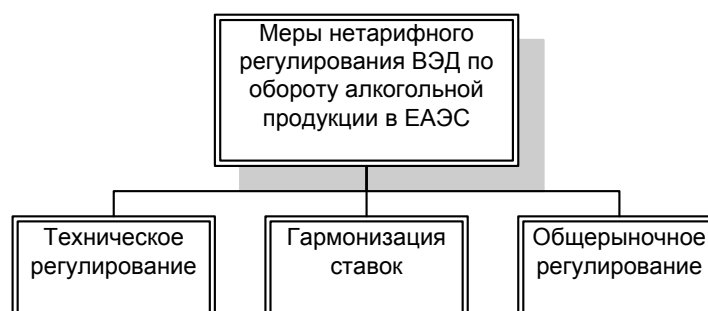 Меры нетарифного
регулирования ВЭД по
обороту алкогольной
продукции в ЕАЭС
Техническое
регулирование
Гармонизация
ставок
Общерыночное
регулирование